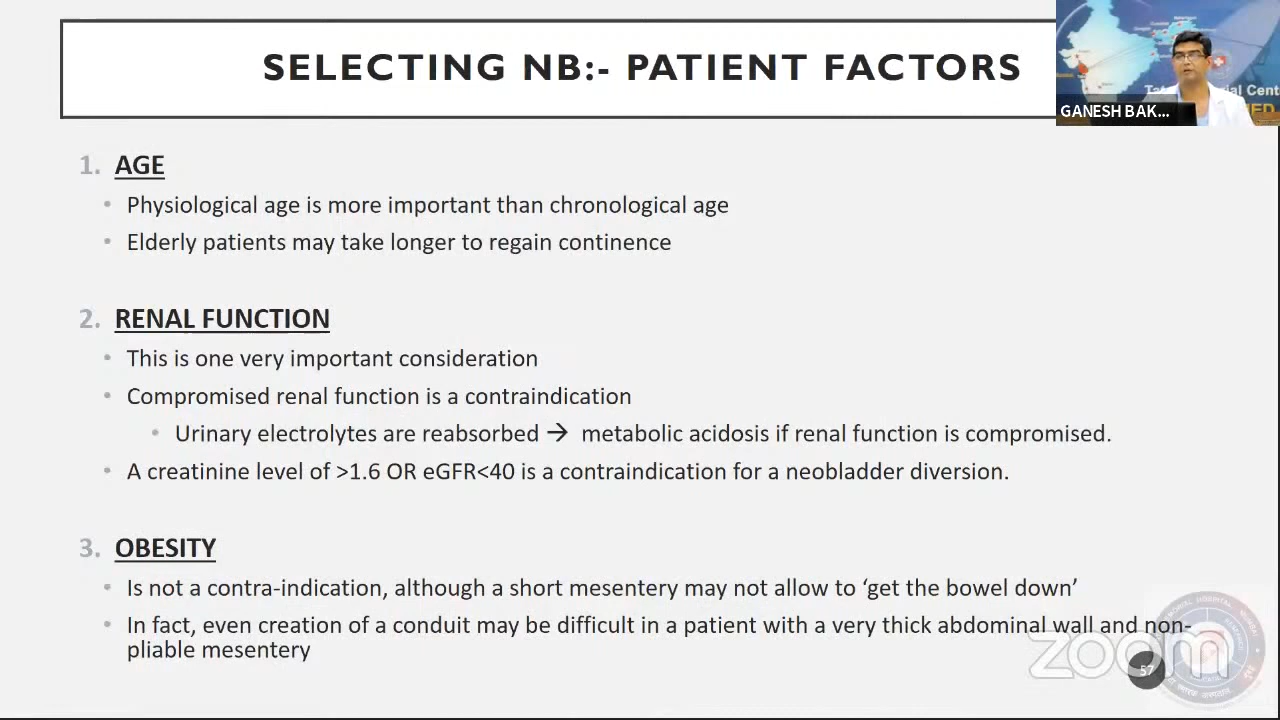 SELECTING NB:- PATIENT FACTORS
GANESH BAK...
1. AGE
• Physiological age is more important than chronological age
• Elderly patients may take longer to regain continence
2. RENAL FUNCTION
• This is one very important consideration
• Compromised renal function is a contraindication
• Urinary electrolytes are reabsorbed → metabolic acidosis if renal function is compromised.
• A creatinine level of >1.6 OR eGFR<40 is a contraindication for a neobladder diversion.
3. OBESITY
• Is not a contra-indication, although a short mesentery may not allow to ‘get the bowel down’
• In fact, even creation of a conduit may be difficult in a patient with a very thick abdominal wall and non-
pliable mesentery
zoom
57